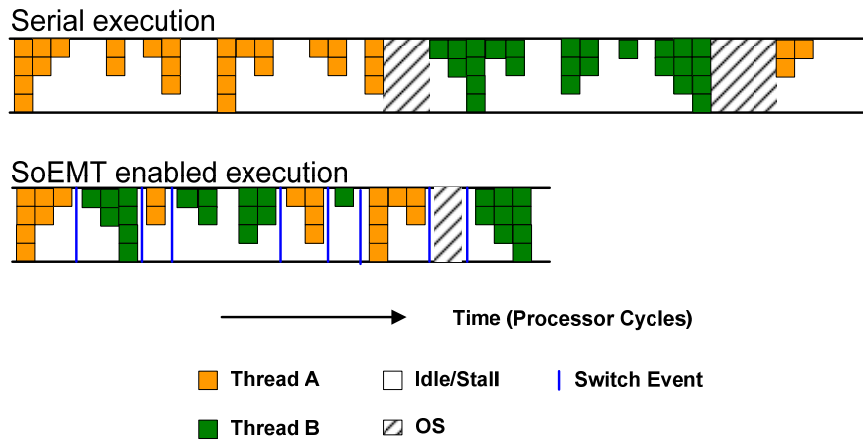 Serial execution
SoEMT enabled execution
Time (Processor Cycles)
Thread A
Idle/Stall
Switch Event
Thread B
OS